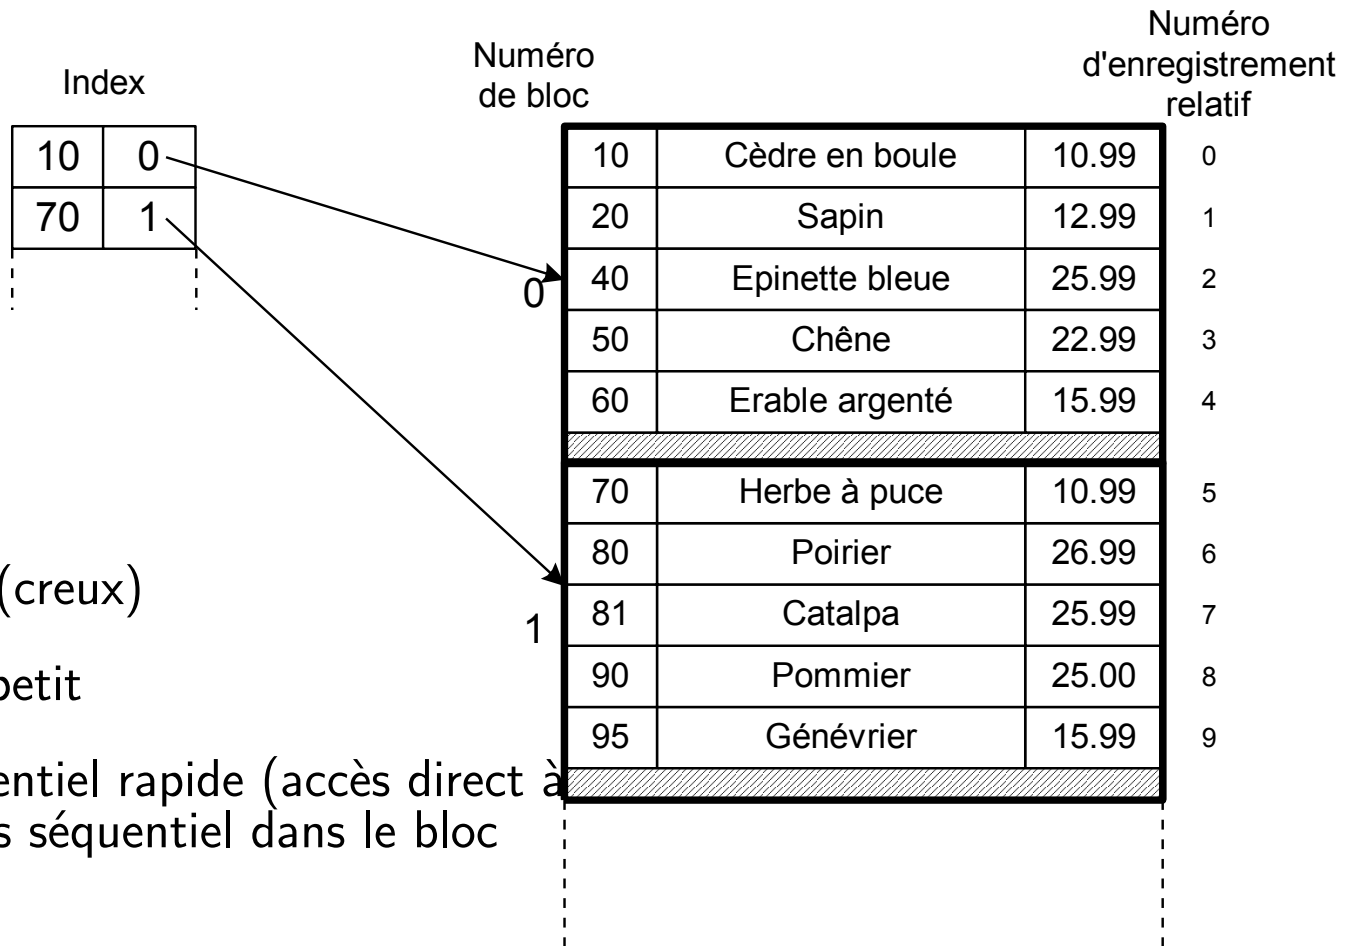 Index
10 0
70 1
Numéro
de bloc
Numéro
d'enregistrement
relatif
0
10 Cèdre en boule 10.99 0
20 Sapin 12.99 1
40 Epinette bleue 25.99 2
50 Chêne 22.99 3
60 Erable argenté 15.99 4
1
70 Herbe à puce 10.99 5
80 Poirier 26.99 6
81 Catalpa 25.99 7
90 Pommier 25.00 8
95 Génévrier 15.99 9
(creux)
petit
entiel rapide (accès direct à
s séquentiel dans le bloc